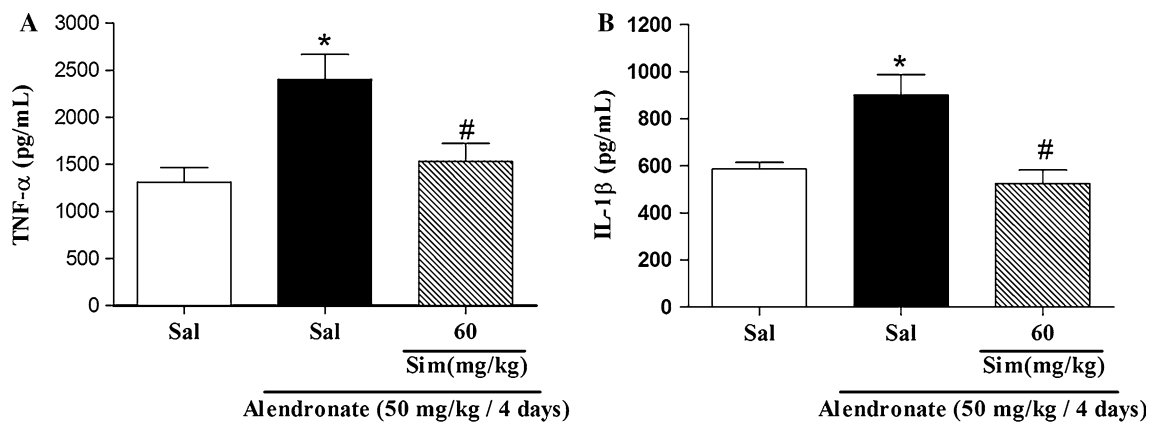 A
TNF-α (pg/mL)
3000
2500
2000
1500
1000
500
0
*
#
Sal
Sal
60
Sim(mg/kg)
Alendronate (50 mg/kg / 4 days)
B
IL-1β (pg/mL)
1200
1000
800
600
400
200
0
*
#
Sal
Sal
60
Sim(mg/kg)
Alendronate (50 mg/kg / 4 days)